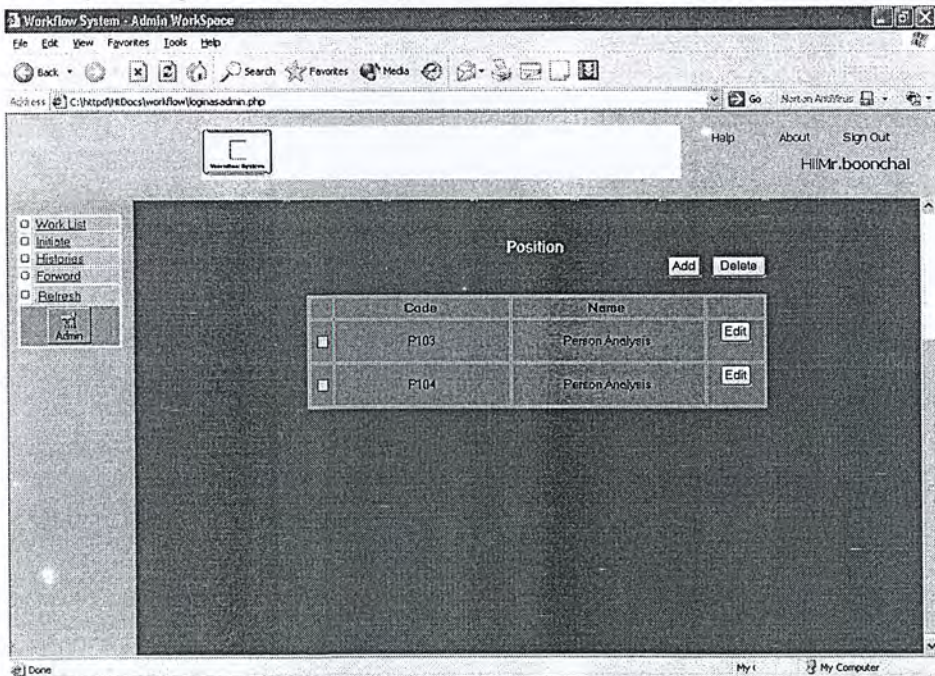 Workflow System - Admin WorkSpace
File Edit View Favorites Tools Help
Back Search Favorites Media
Address C:\httpd\HtDocs\workflow\loginasadmin.php Go Norton AntiVirus
Workflow System
Help About Sign Out
Hi!Mr.boonchai
Work List
Initiate
Histories
Forword
Refresh
Admin
Position
Add Delete
Code Name
P103 Person Analysis Edit
P104 Person Analysis Edit
Done My Computer